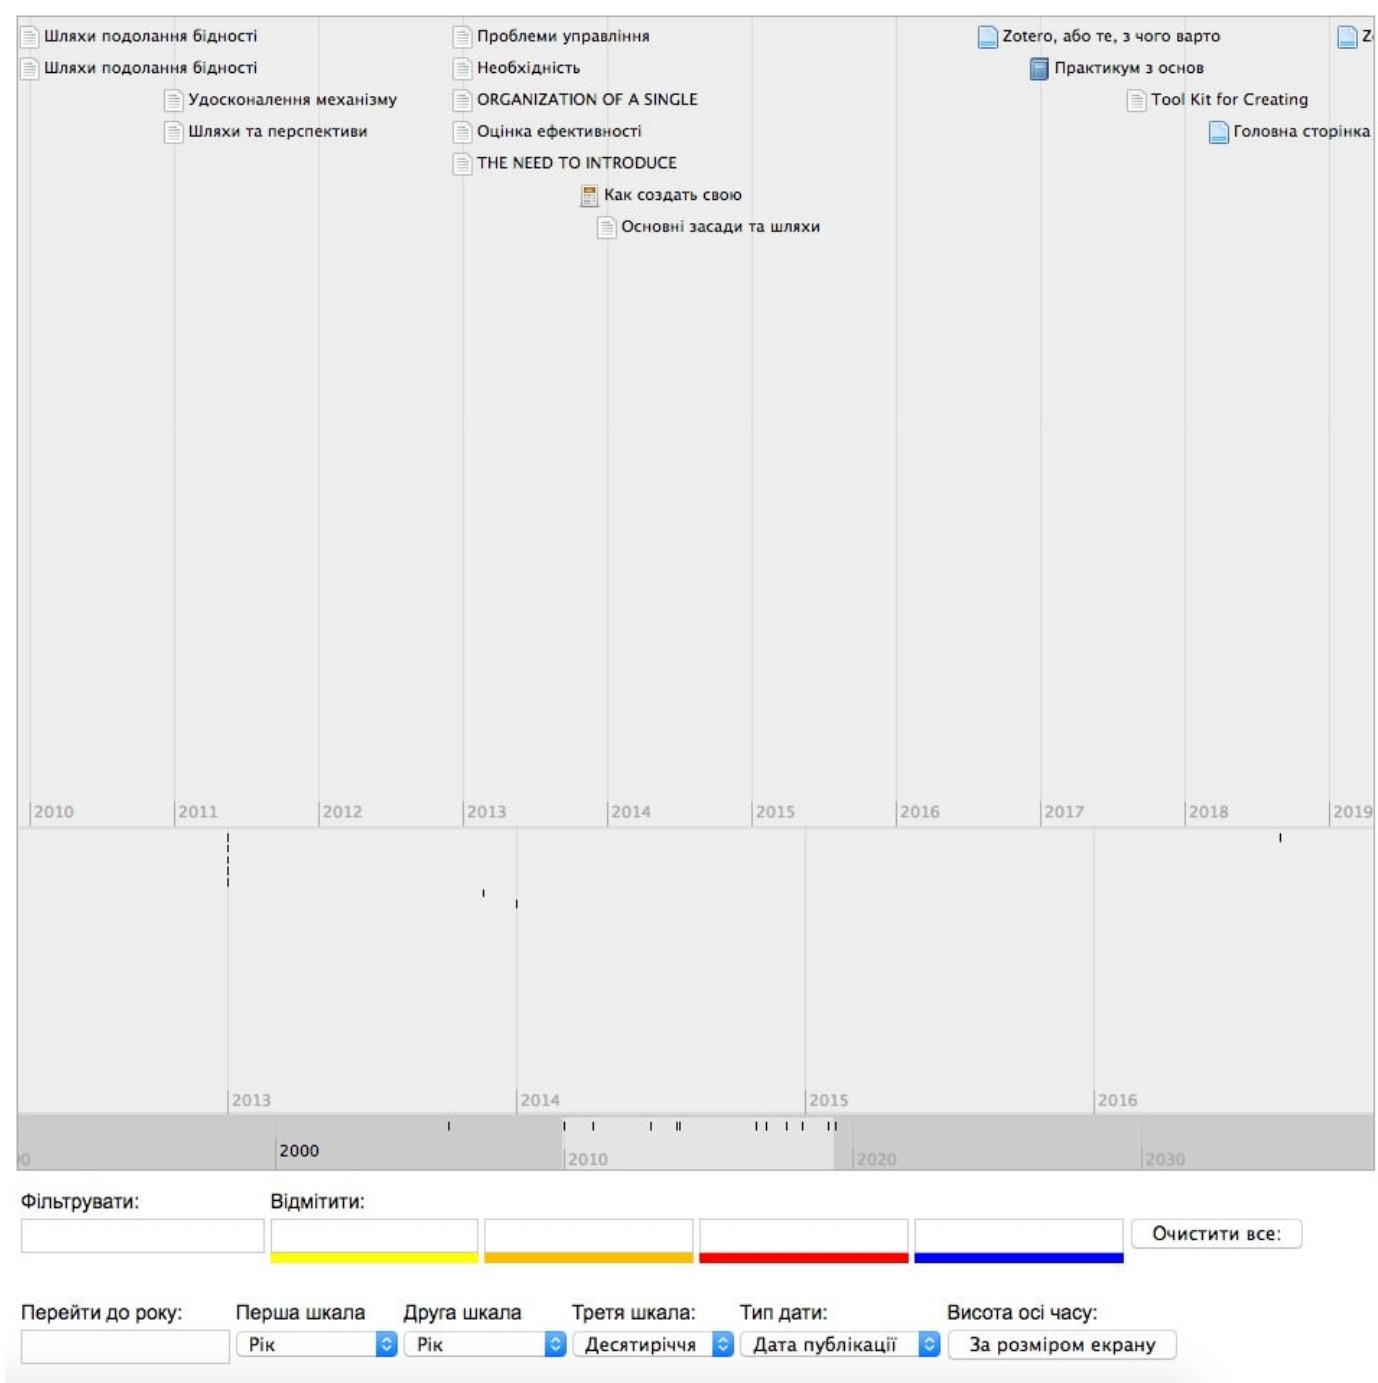 Шляхи подолання бідності
Проблеми управління
Zotero, або те, з чого варто
Шляхи подолання бідності
Необхідність
Практикум з основ
Удосконалення механізму
ORGANIZATION OF A SINGLE
Tool Kit for Creating
Шляхи та перспективи
Оцінка ефективності
Головна сторінка
THE NEED TO INTRODUCE
Как создать свою
Основні засади та шляхи
2010 2011 2012 2013 2014 2015 2016 2017 2018 2019
2013 2014 2015 2016
2000 2010 2020 2030
Фільтрувати: Відмітити:
Очистити все:
Перейти до року: Перша шкала Друга шкала Третя шкала: Тип дати: Висота осі часу:
Рік Рік Десятиріччя Дата публікації За розміром екрану